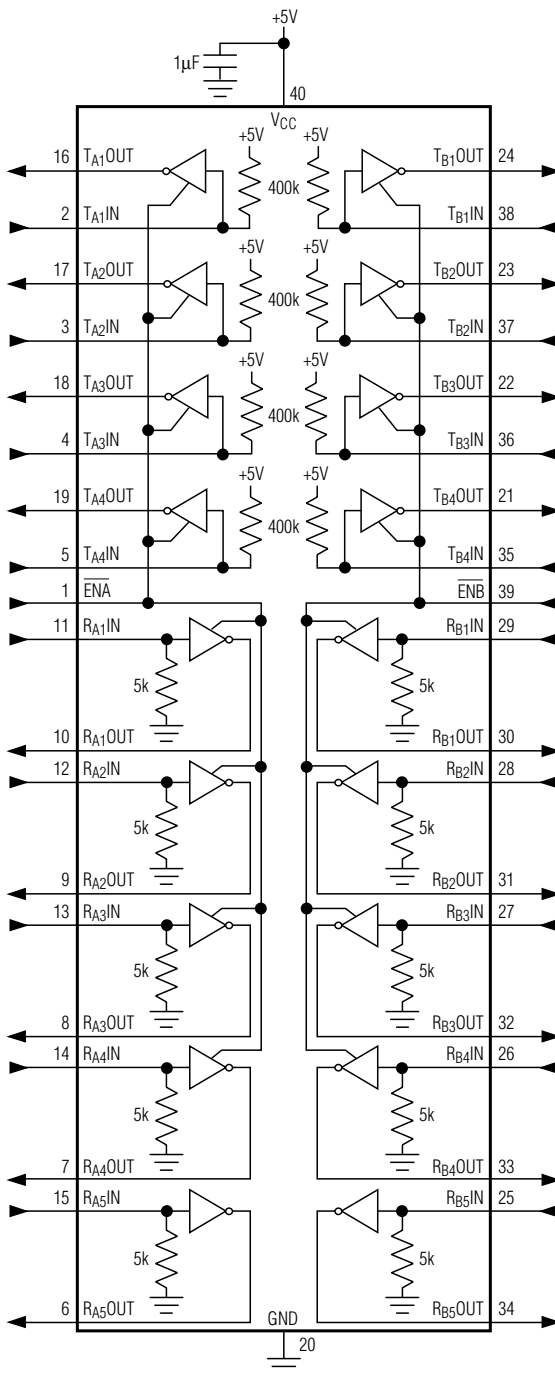 +5V
1µF
40
VCC
16 TA1OUT +5V +5V TB1OUT 24
400k
2 TA1IN TB1IN 38
17 TA2OUT +5V +5V TB2OUT 23
400k
3 TA2IN TB2IN 37
18 TA3OUT +5V +5V TB3OUT 22
400k
4 TA3IN TB3IN 36
19 TA4OUT +5V +5V TB4OUT 21
400k
5 TA4IN TB4IN 35
1 ENA ENB 39
11 RA1IN RB1IN 29
5k 5k
10 RA1OUT RB1OUT 30
12 RA2IN RB2IN 28
5k 5k
9 RA2OUT RB2OUT 31
13 RA3IN RB3IN 27
5k 5k
8 RA3OUT RB3OUT 32
14 RA4IN RB4IN 26
5k 5k
7 RA4OUT RB4OUT 33
15 RA5IN RB5IN 25
5k 5k
6 RA5OUT GND RB5OUT 34
20